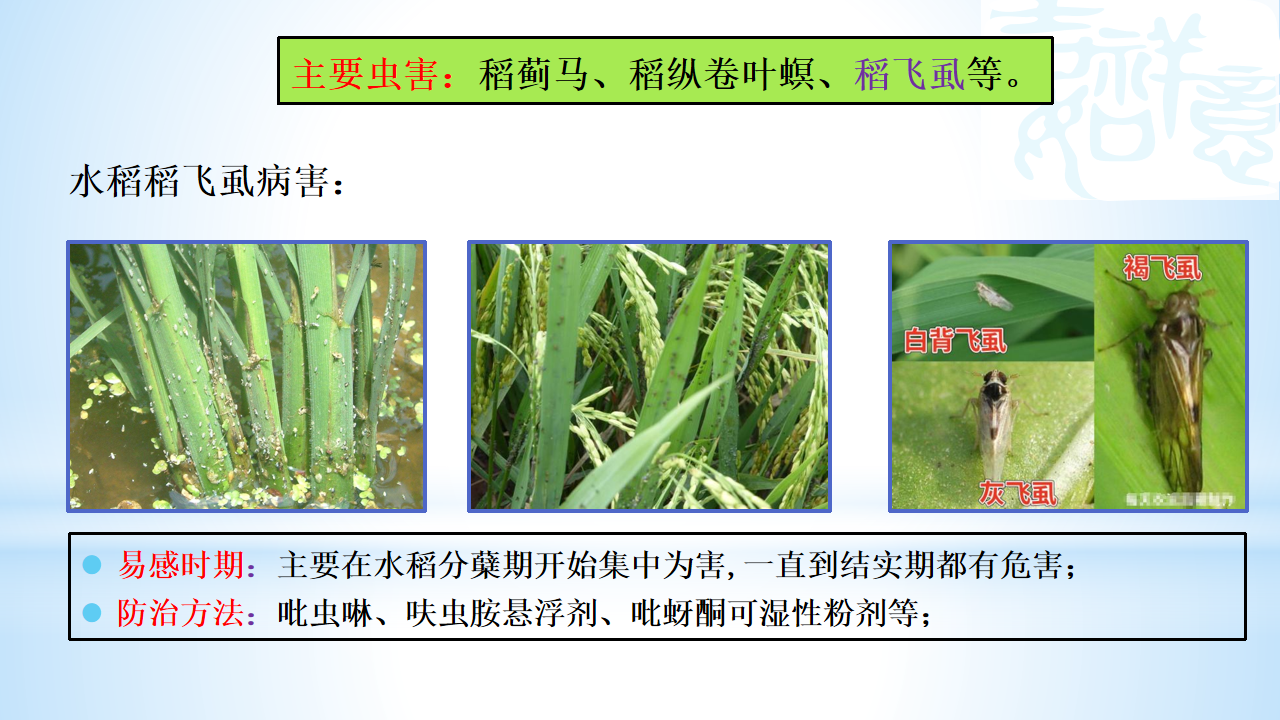 主要虫害：稻蓟马、稻纵卷叶螟、稻飞虱等。
水稻稻飞虱病害：
白背飞虱
褐飞虱
灰飞虱
易感时期：主要在水稻分蘖期开始集中为害,一直到结实期都有危害；
防治方法：吡虫啉、呋虫胺悬浮剂、吡蚜酮可湿性粉剂等；